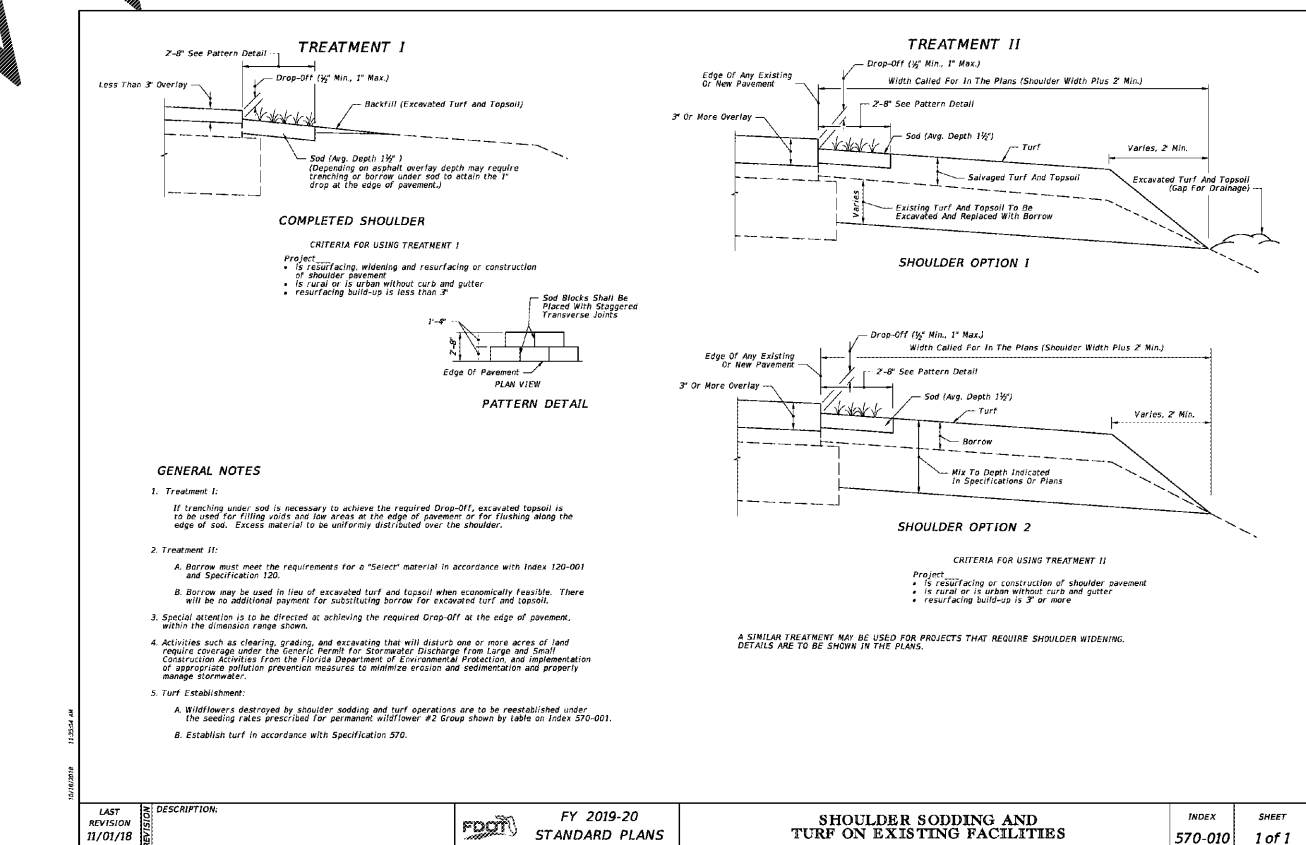 TREATMENT I
2'-8" See Pattern Detail
Drop-Off (½" Min., 1" Max.)
Less Than 3" Overlay
Backfill (Excavated Turf and Topsoil)
Sod (Avg. Depth 1½" )
(Depending on asphalt overlay depth may require
trenching or borrow under sod to attain the 1"
drop at the edge of pavement.)
COMPLETED SHOULDER
CRITERIA FOR USING TREATMENT I
Project___
• is resurfacing, widening and resurfacing or construction
of shoulder pavement
• is rural or is urban without curb and gutter
• resurfacing build-up is less than 3"
Sod Blocks Shall Be
Placed With Staggered
Transverse Joints
1'-4"
2'-8"
Edge Of Pavement
PLAN VIEW
PATTERN DETAIL
GENERAL NOTES
1. Treatment I:
If trenching under sod is necessary to achieve the required Drop-Off, excavated topsoil is
to be used for filling voids and low areas at the edge of pavement or for flushing along the
edge of sod. Excess material to be uniformly distributed over the shoulder.
2. Treatment II:
A. Borrow must meet the requirements for a "Select" material in accordance with Index 120-001
and Specification 120.
B. Borrow may be used in lieu of excavated turf and topsoil when economically feasible. There
will be no additional payment for substituting borrow for excavated turf and topsoil.
3. Special attention is to be directed at achieving the required Drop-Off at the edge of pavement,
within the dimension range shown.
4. Activities such as clearing, grading, and excavating that will disturb one or more acres of land
require coverage under the Generic Permit for Stormwater Discharge from Large and Small
Construction Activities from the Florida Department of Environmental Protection, and implementation
of appropriate pollution prevention measures to minimize erosion and sedimentation and properly
manage stormwater.
5. Turf Establishment:
A. Wildflowers destroyed by shoulder sodding and turf operations are to be reestablished under
the seeding rates prescribed for permanent wildflower #2 Group shown by table on Index 570-001.
B. Establish turf in accordance with Specification 570.
TREATMENT II
Drop-Off (½" Min., 1" Max.)
Edge Of Any Existing
Or New Pavement
Width Called For In The Plans (Shoulder Width Plus 2' Min.)
2'-8" See Pattern Detail
3" Or More Overlay
Sod (Avg. Depth 1½")
Turf
Varies, 2' Min.
Salvaged Turf And Topsoil
Excavated Turf And Topsoil
(Gap For Drainage)
Varies
Existing Turf And Topsoil To Be
Excavated And Replaced With Borrow
SHOULDER OPTION 1
Drop-Off (½" Min., 1" Max.)
Width Called For In The Plans (Shoulder Width Plus 2' Min.)
Edge Of Any Existing
Or New Pavement
2'-8" See Pattern Detail
3" Or More Overlay
Sod (Avg. Depth 1½")
Turf
Varies, 2' Min.
Borrow
Mix To Depth Indicated
In Specifications Or Plans
SHOULDER OPTION 2
CRITERIA FOR USING TREATMENT II
Project___
• is resurfacing or construction of shoulder pavement
• is rural or is urban without curb and gutter
• resurfacing build-up is 3" or more
A SIMILAR TREATMENT MAY BE USED FOR PROJECTS THAT REQUIRE SHOULDER WIDENING.
DETAILS ARE TO BE SHOWN IN THE PLANS.
LAST
REVISION
11/01/18
REVISION
DESCRIPTION:
FDOT
FY 2019-20
STANDARD PLANS
SHOULDER SODDING AND
TURF ON EXISTING FACILITIES
INDEX
570-010
SHEET
1 of 1